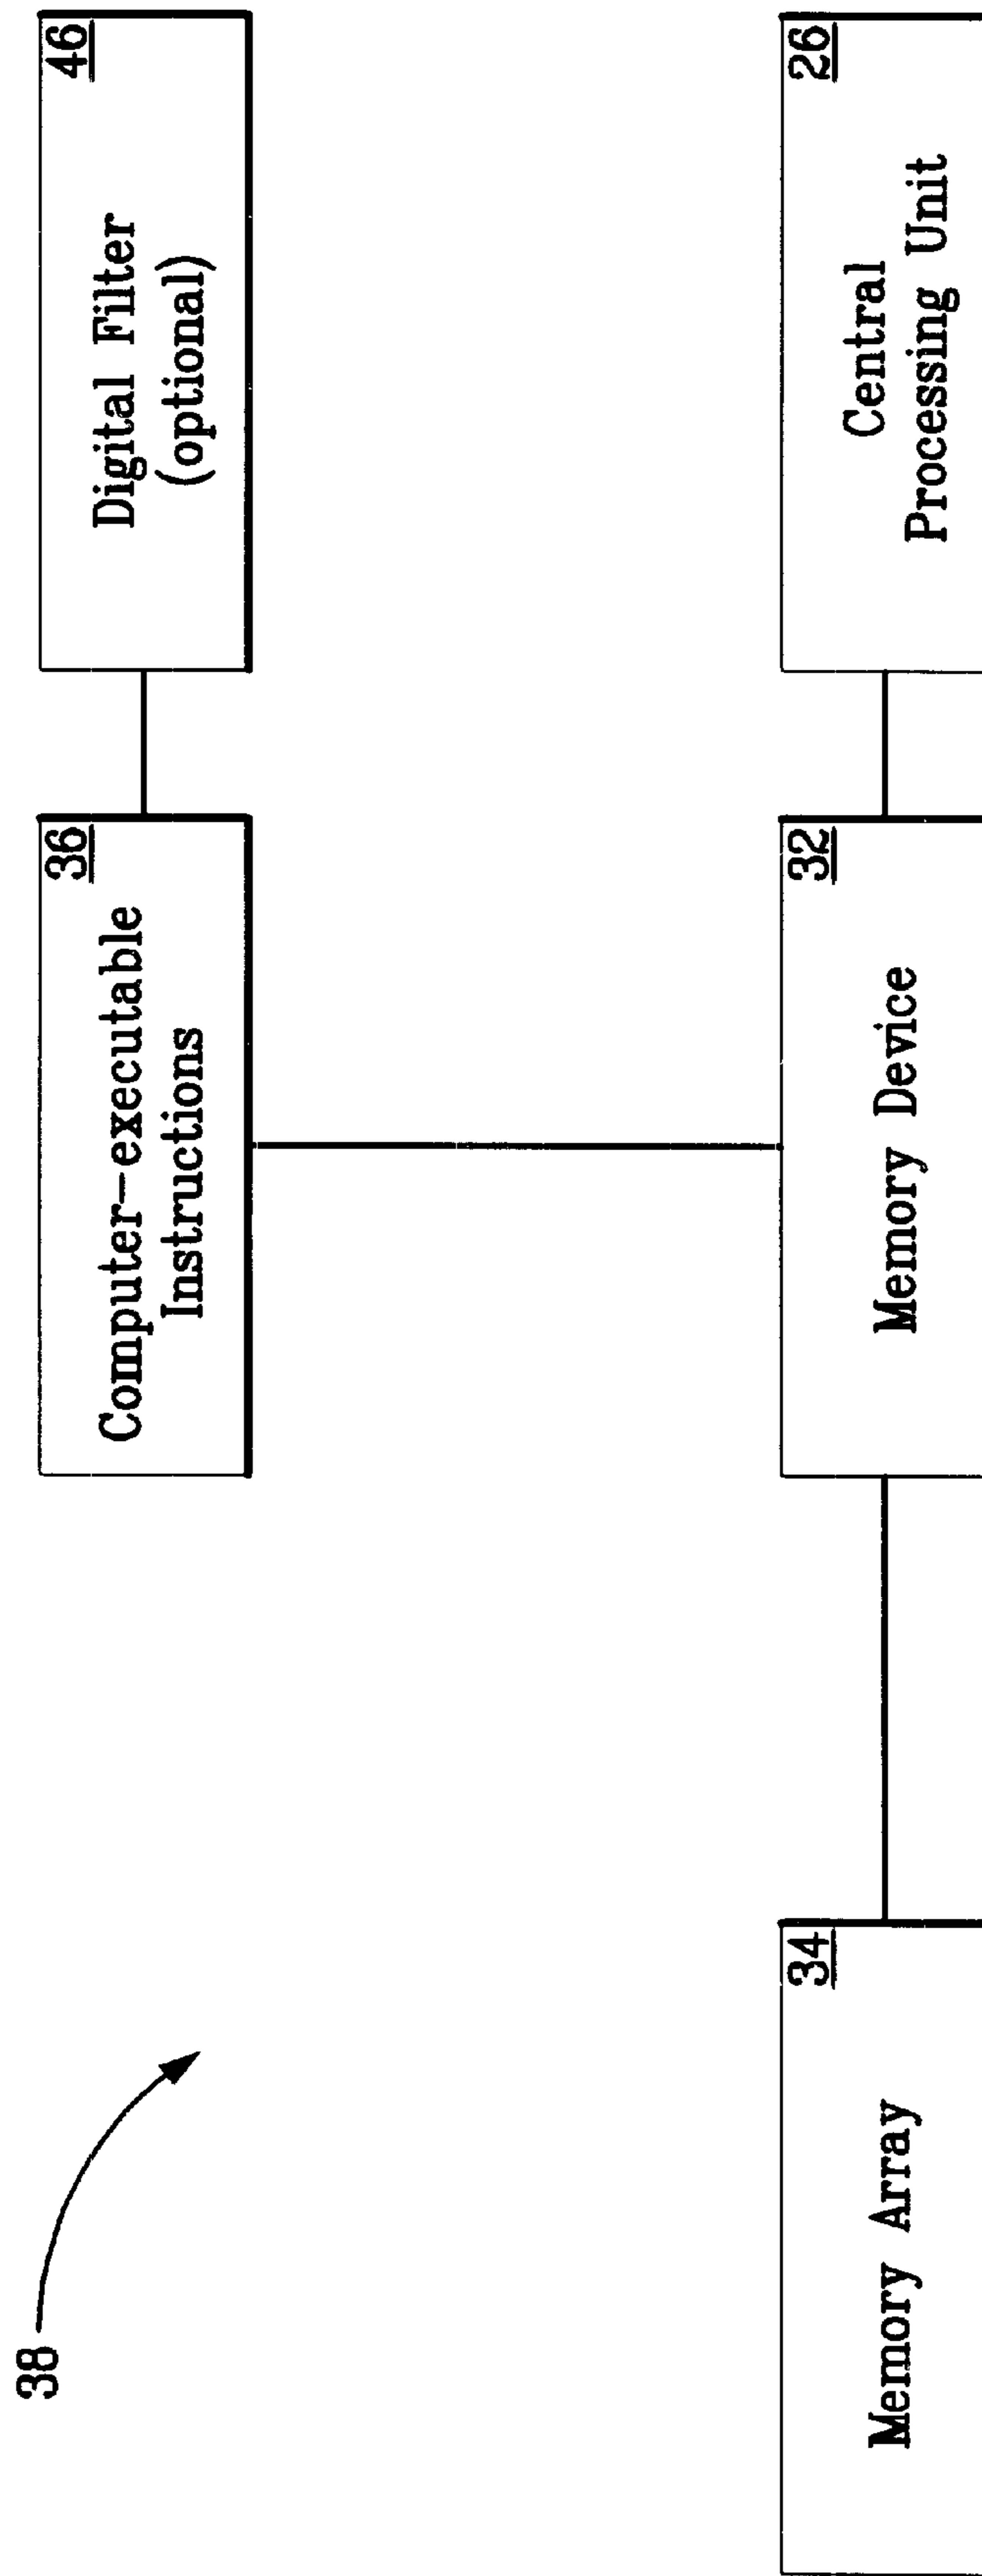 38
36
Computer-executable
Instructions
46
Digital Filter
(optional)
34
Memory Array
32
Memory Device
26
Central
Processing Unit